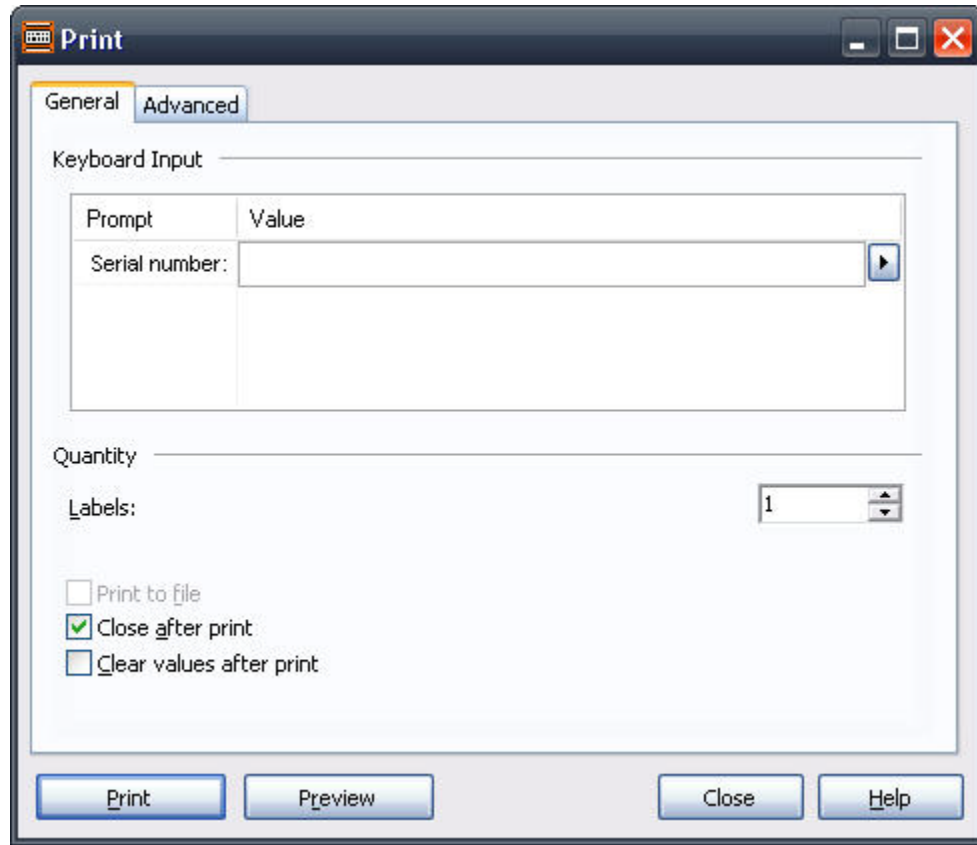 Print
General Advanced
Keyboard Input
Prompt Value
Serial number:
Quantity
Labels: 1
Print to file
Close after print
Clear values after print
Print Preview Close Help